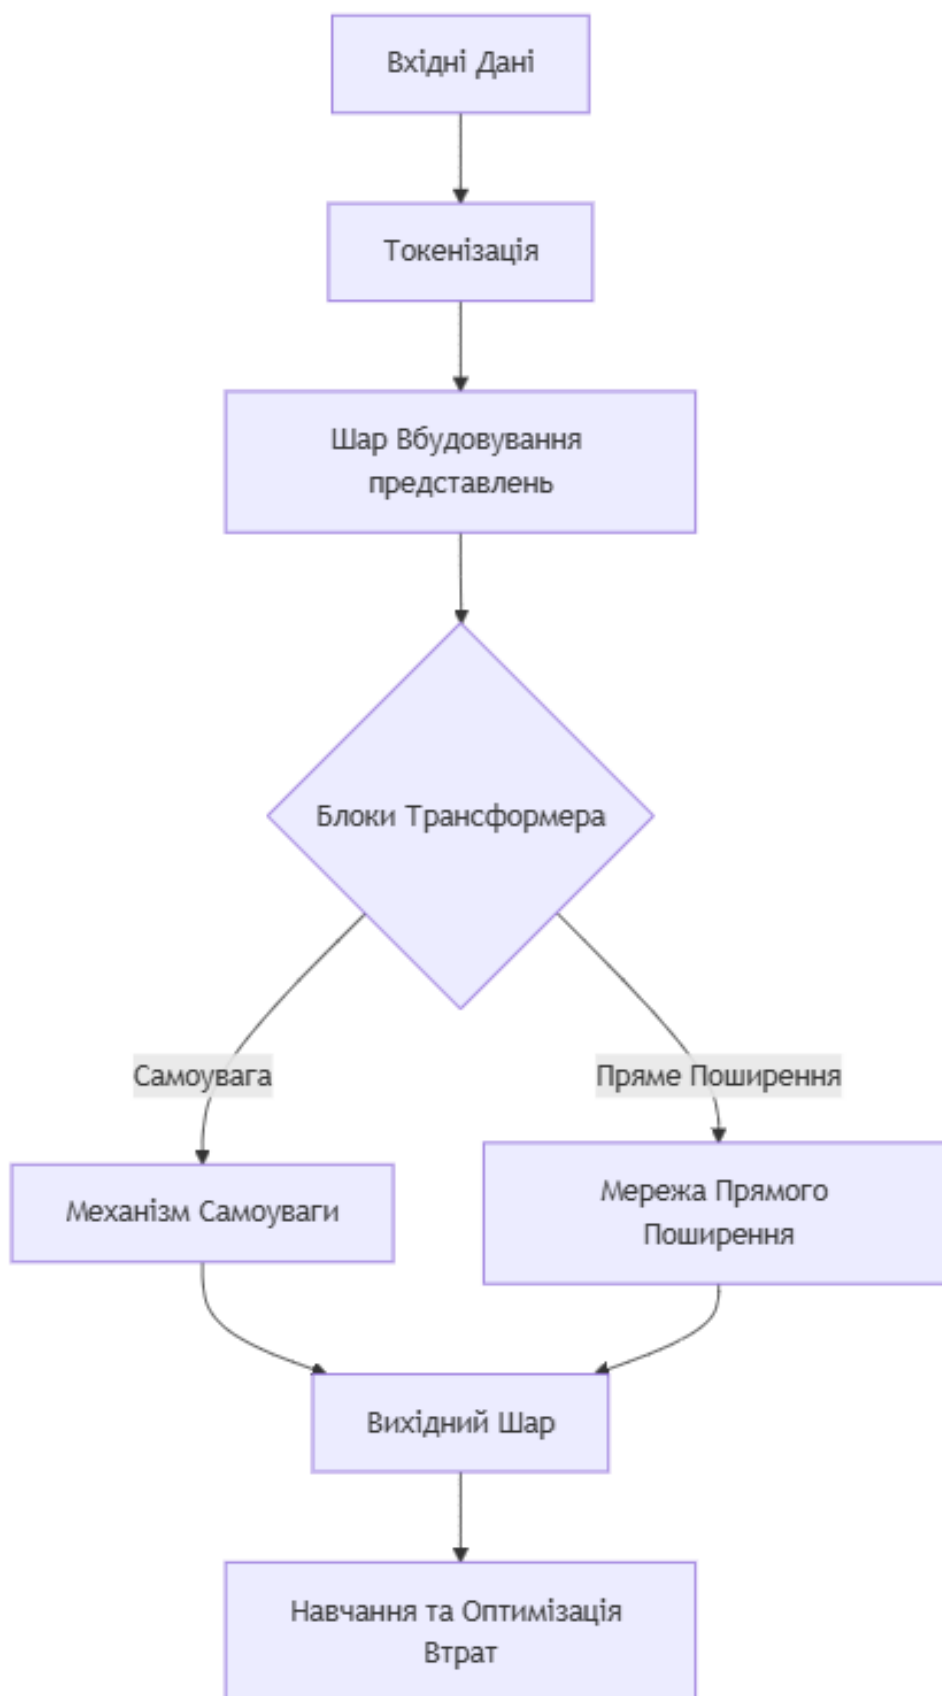 Вхідні Дані
Токенізація
Шар Вбудовування
представлень
Блоки Трансформера
Самоувага
Пряме Поширення
Механізм Самоуваги
Мережа Прямого
Поширення
Вихідний Шар
Навчання та Оптимізація
Втрат